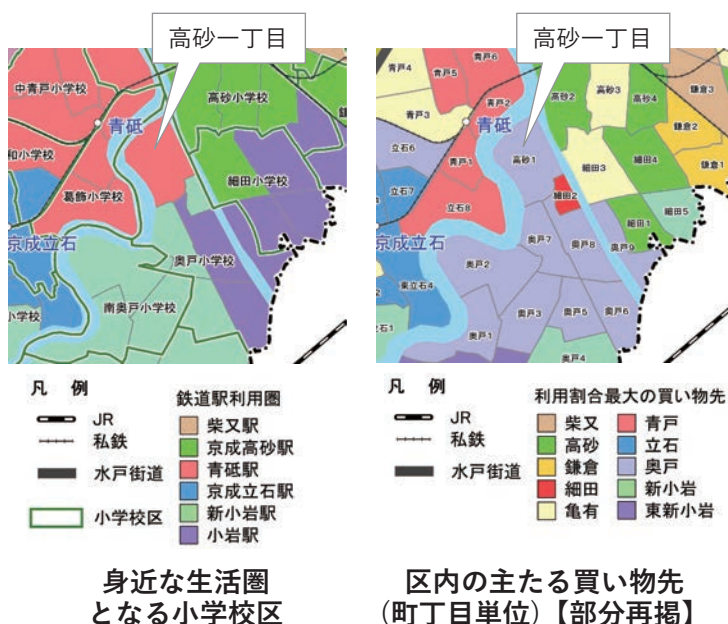 高砂一丁目
中青戸小学校
高砂小学校
青砥
和小学校
細田小学校
葛飾小学校
京成立石
奥戸小学校
小学校
南奥戸小学校
凡 例
JR
私鉄
水戸街道
小学校区
鉄道駅利用圏
柴又駅
京成高砂駅
青砥駅
京成立石駅
新小岩駅
小岩駅
身近な生活圏
となる小学校区
高砂一丁目
青戸6
青戸4
青戸5
高砂3
鎌倉3
青戸2
高砂2
高砂4
青戸3
青砥
鎌倉2
立石6
高砂1
細田4
青戸1
細田3
鎌倉1
立石7
細田2
立石8
細田1
細田5
京成立石
奥戸7
奥戸8
奥戸9
奥戸2
東立石4
奥戸3
奥戸5
奥戸6
石1
奥戸1
奥戸4
凡 例
JR
私鉄
水戸街道
利用割合最大の買い物先
柴又
高砂
鎌倉
細田
亀有
青戸
立石
奥戸
新小岩
東新小岩
区内の主たる買い物先
(町丁目単位)【部分再掲】